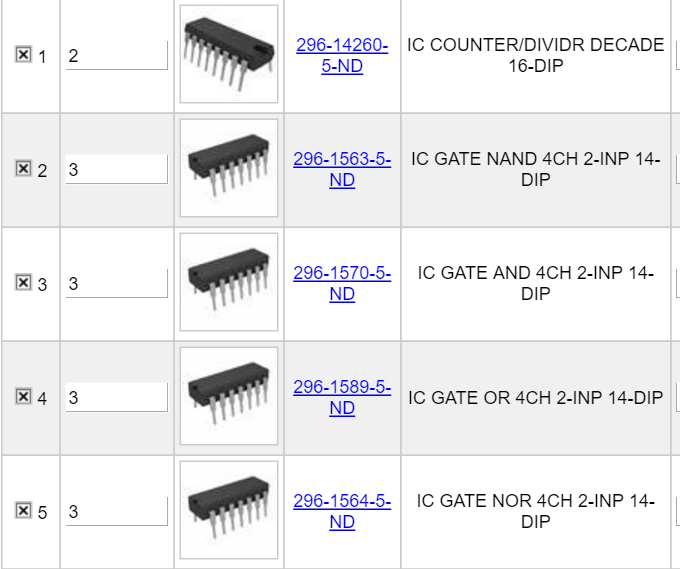 1
2
296-14260-
5-ND
IC COUNTER/DIVIDR DECADE
16-DIP
2
3
296-1563-5-
ND
IC GATE NAND 4CH 2-INP 14-
DIP
3
3
296-1570-5-
ND
IC GATE AND 4CH 2-INP 14-
DIP
4
3
296-1589-5-
ND
IC GATE OR 4CH 2-INP 14-DIP
5
3
296-1564-5-
ND
IC GATE NOR 4CH 2-INP 14-
DIP